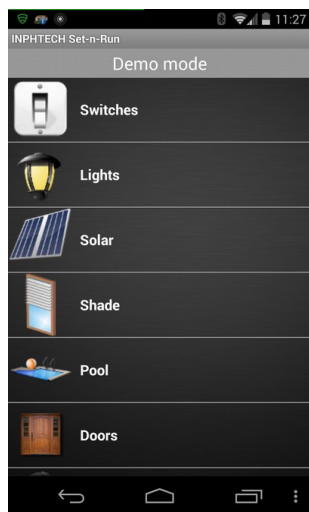 11:27
INPHTECH Set-n-Run
Demo mode
Switches
Lights
Solar
Shade
Pool
Doors